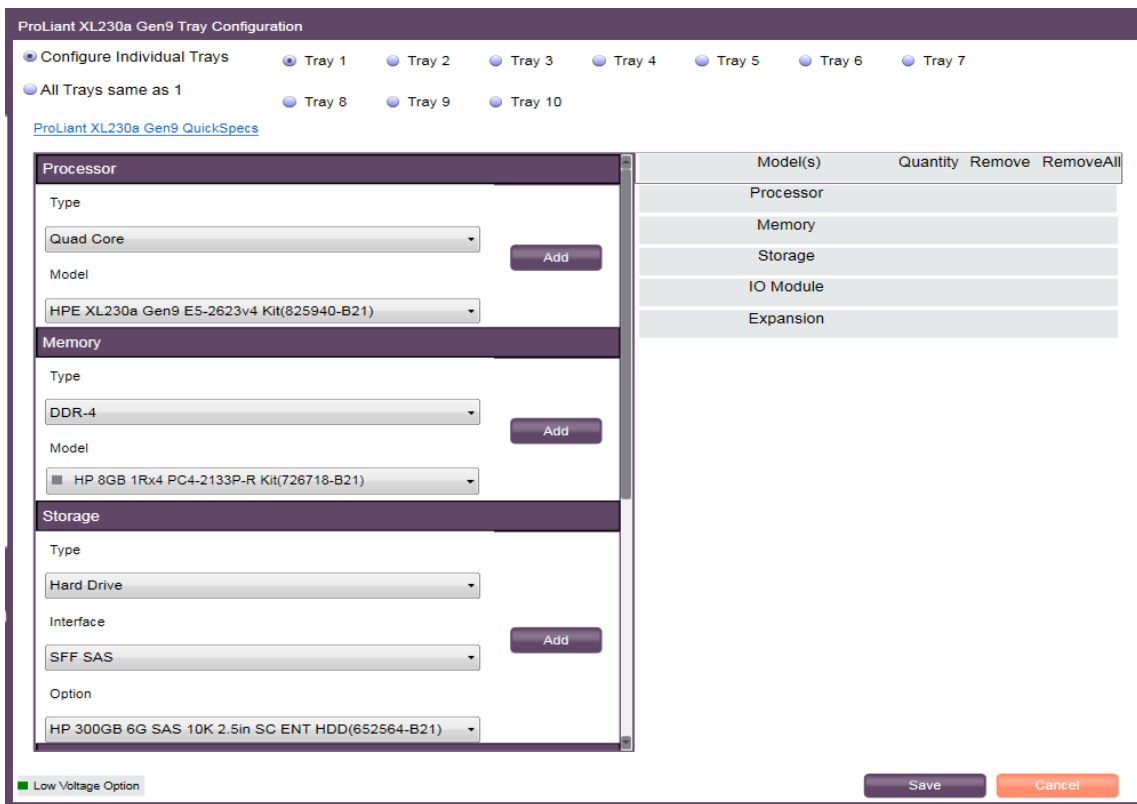 ProLiant XL230a Gen9 Tray Configuration
Configure Individual Trays Tray 1 Tray 2 Tray 3 Tray 4 Tray 5 Tray 6 Tray 7
All Trays same as 1 Tray 8 Tray 9 Tray 10
ProLiant XL230a Gen9 QuickSpecs
Processor
Type
Quad Core
Add
Model
HPE XL230a Gen9 E5-2623v4 Kit(825940-B21)
Memory
Type
DDR-4
Add
Model
HP 8GB 1Rx4 PC4-2133P-R Kit(726718-B21)
Storage
Type
Hard Drive
Interface
Add
SFF SAS
Option
HP 300GB 6G SAS 10K 2.5in SC ENT HDD(652564-B21)
Model(s) Quantity Remove RemoveAll
Processor
Memory
Storage
IO Module
Expansion
Low Voltage Option
Save Cancel